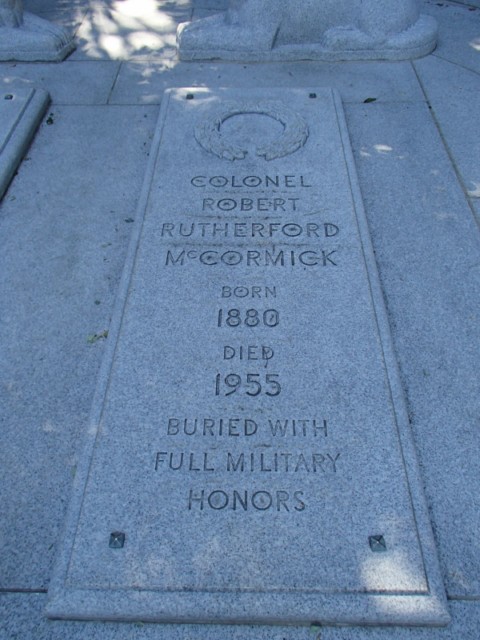 COLONEL
ROBERT
RUTHERFORD
McCORMICK
BORN
1880
DIED
1955
BURIED WITH
FULL MILITARY
HONORS